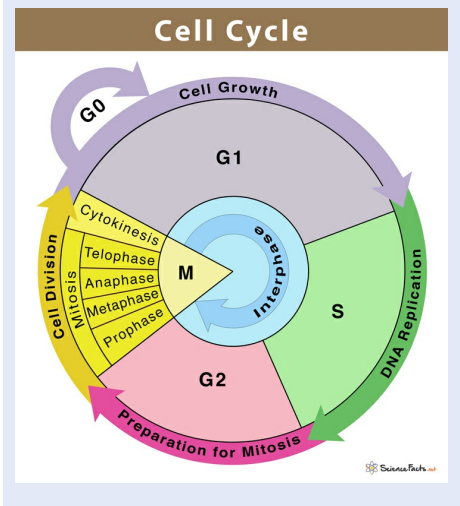 Cell Cycle
G0
Cell Growth
G1
Cytokinesis
Telophase
Anaphase
Metaphase
Prophase
Mitosis
Cell Division
M
Interphase
S
DNA Replication
G2
Preparation for Mitosis
ScienceFacts.net